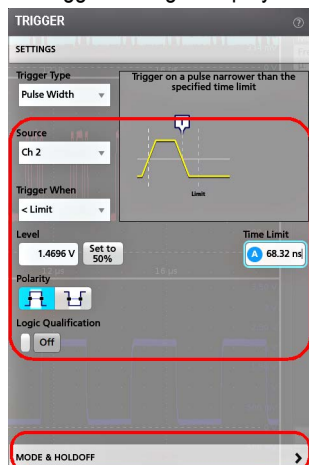 TRIGGER
SETTINGS
Trigger Type
Pulse Width
Trigger on a pulse narrower than the
specified time limit
Source
Ch 2
Limit
Trigger When
< Limit
Level
Time Limit
1.4696 V
Set to
50%
A 68.32 ns
Polarity
Logic Qualification
Off
MODE & HOLDOFF